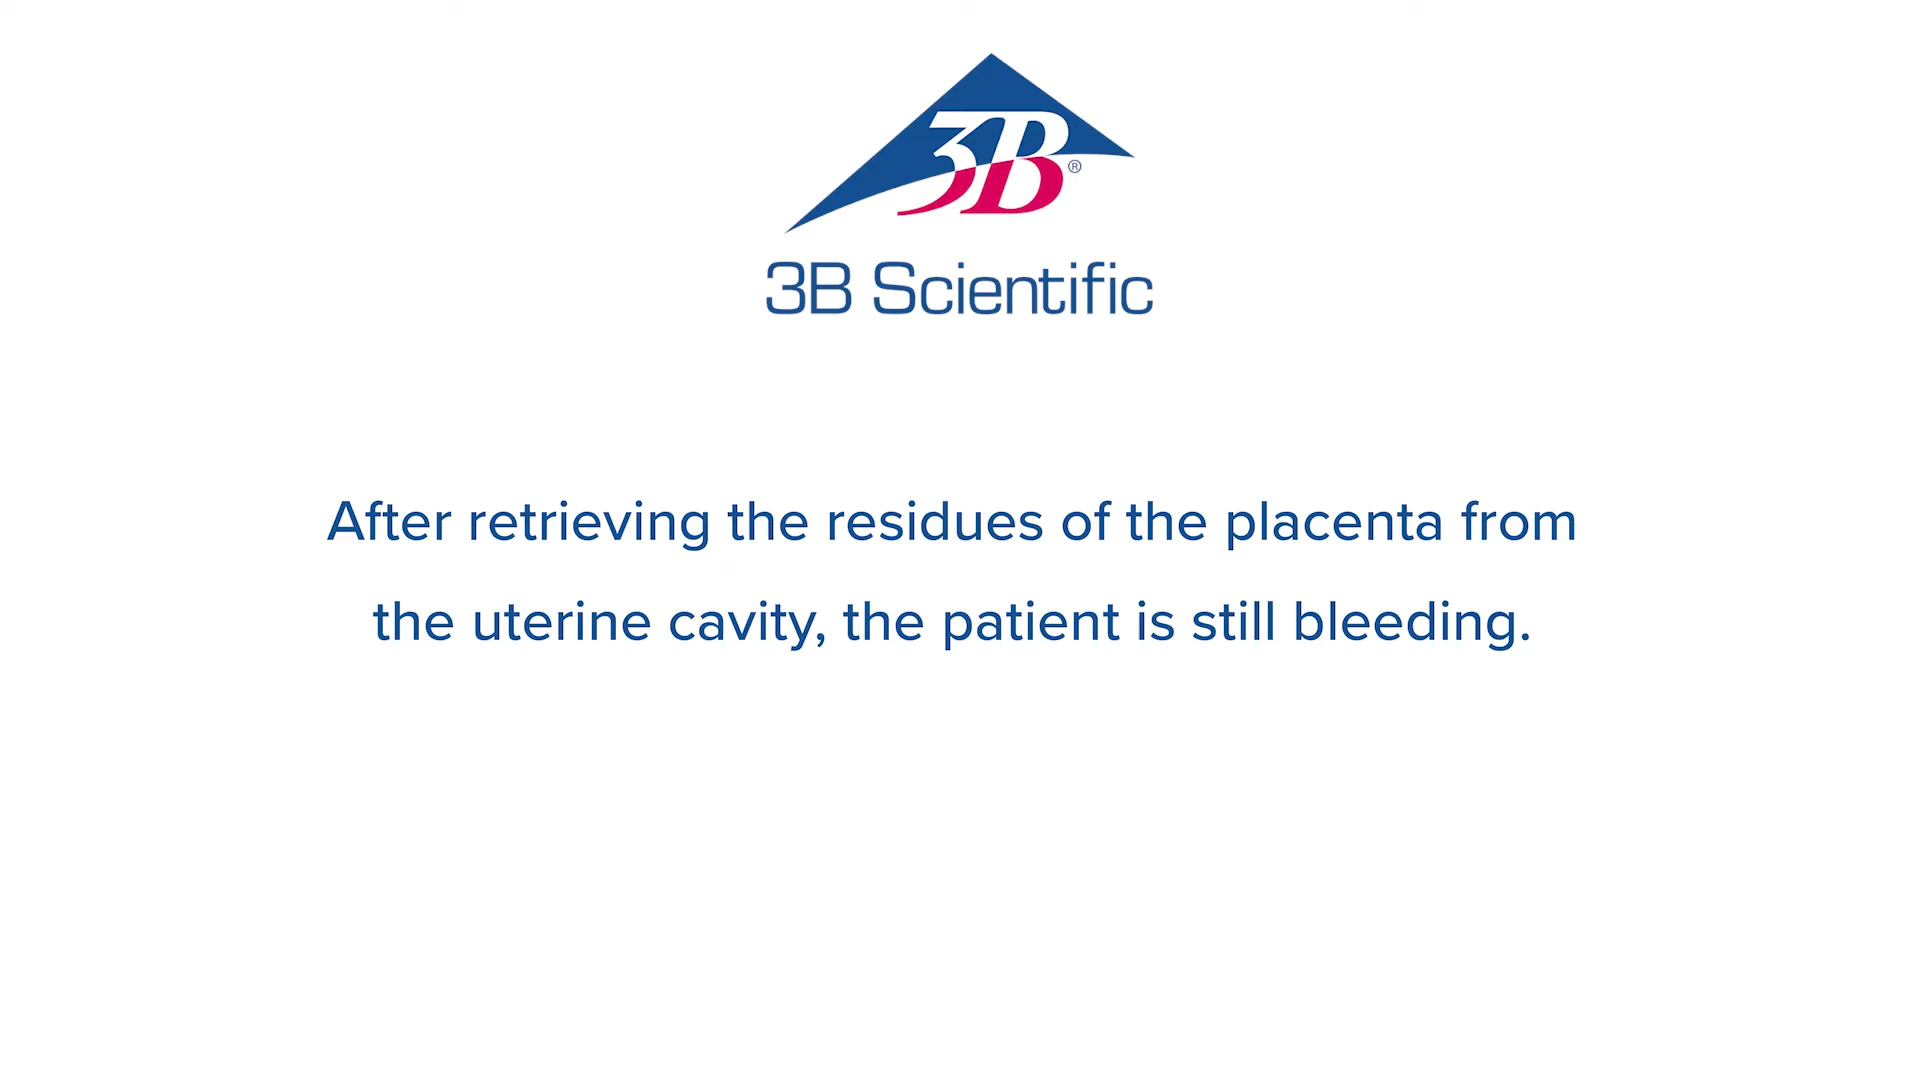 3B®
3B Scientific
After retrieving the residues of the placenta from
the uterine cavity, the patient is still bleeding.